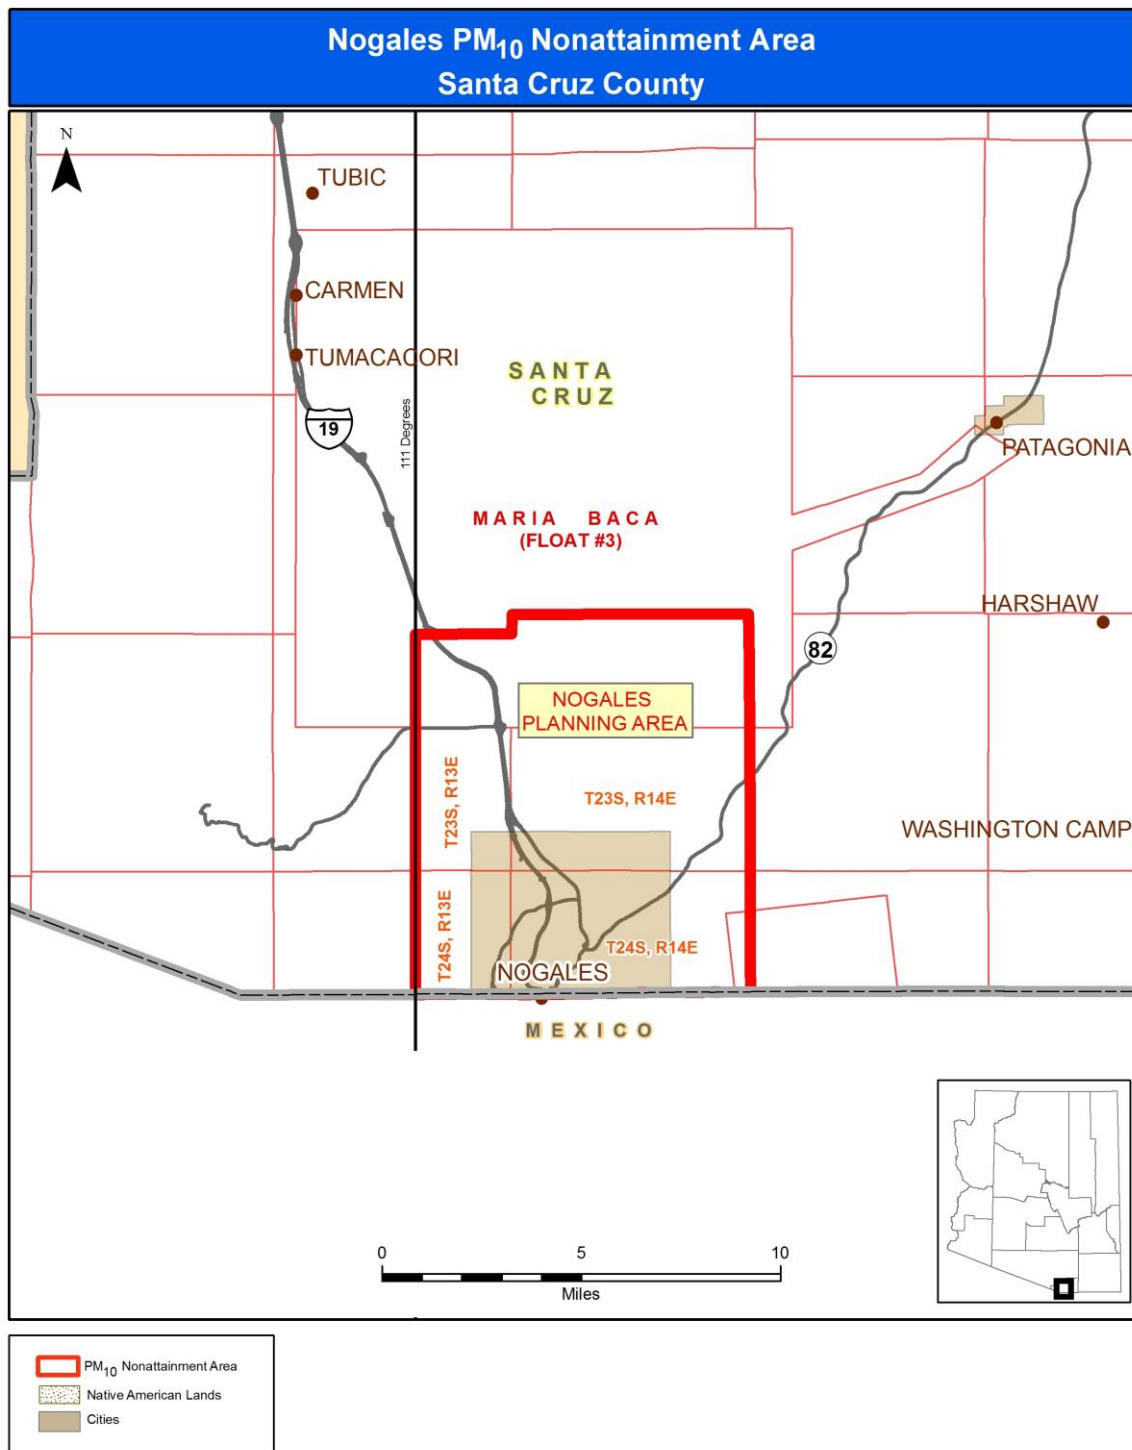 Nogales PM10 Nonattainment Area
Santa Cruz County
N
TUBIC
CARMEN
TUMACACORI
19
111 Degrees
SANTA
CRUZ
PATAGONIA
MARIA BACA
(FLOAT #3)
HARSHAW
82
NOGALES
PLANNING AREA
T23S, R13E
T23S, R14E
WASHINGTON CAMP
T24S, R13E
T24S, R14E
NOGALES
MEXICO
0 5 10
Miles
PM10 Nonattainment Area
Native American Lands
Cities